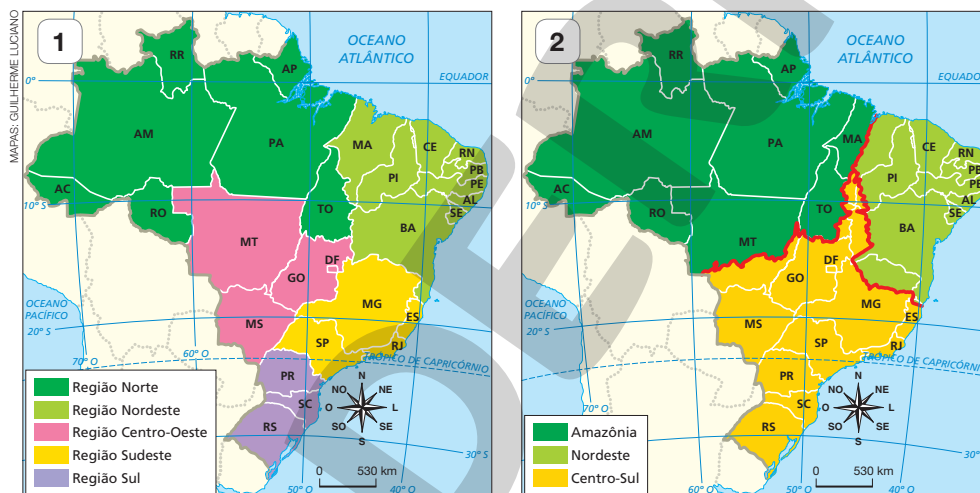 MAPAS: GUILHERME LUCIANO
1
OCEANO
ATLÂNTICO
EQUADOR
0°
RR
AP
AM
PA
MA
CE
RN
PB
PE
AL
SE
PI
AC
10° S
RO
TO
BA
MT
DF
GO
MG
ES
MS
SP
RJ
OCEANO
PACÍFICO
20° S
TRÓPICO DE CAPRICÓRNIO
70° O
60° O
PR
SC
RS
N
NO
NE
O
L
SO
SE
S
Região Norte
Região Nordeste
Região Centro-Oeste
Região Sudeste
Região Sul
0 530 km
30° S
50° O
40° O
2
OCEANO
ATLÂNTICO
EQUADOR
0°
RR
AP
AM
PA
MA
CE
RN
PB
PE
AL
SE
PI
AC
10° S
RO
TO
BA
MT
DF
GO
MG
ES
MS
SP
RJ
OCEANO
PACÍFICO
20° S
TRÓPICO DE CAPRICÓRNIO
70° O
PR
SC
RS
N
NO
NE
O
L
SO
SE
S
Amazônia
Nordeste
Centro-Sul
0 530 km
30° S
60° O
50° O
40° O